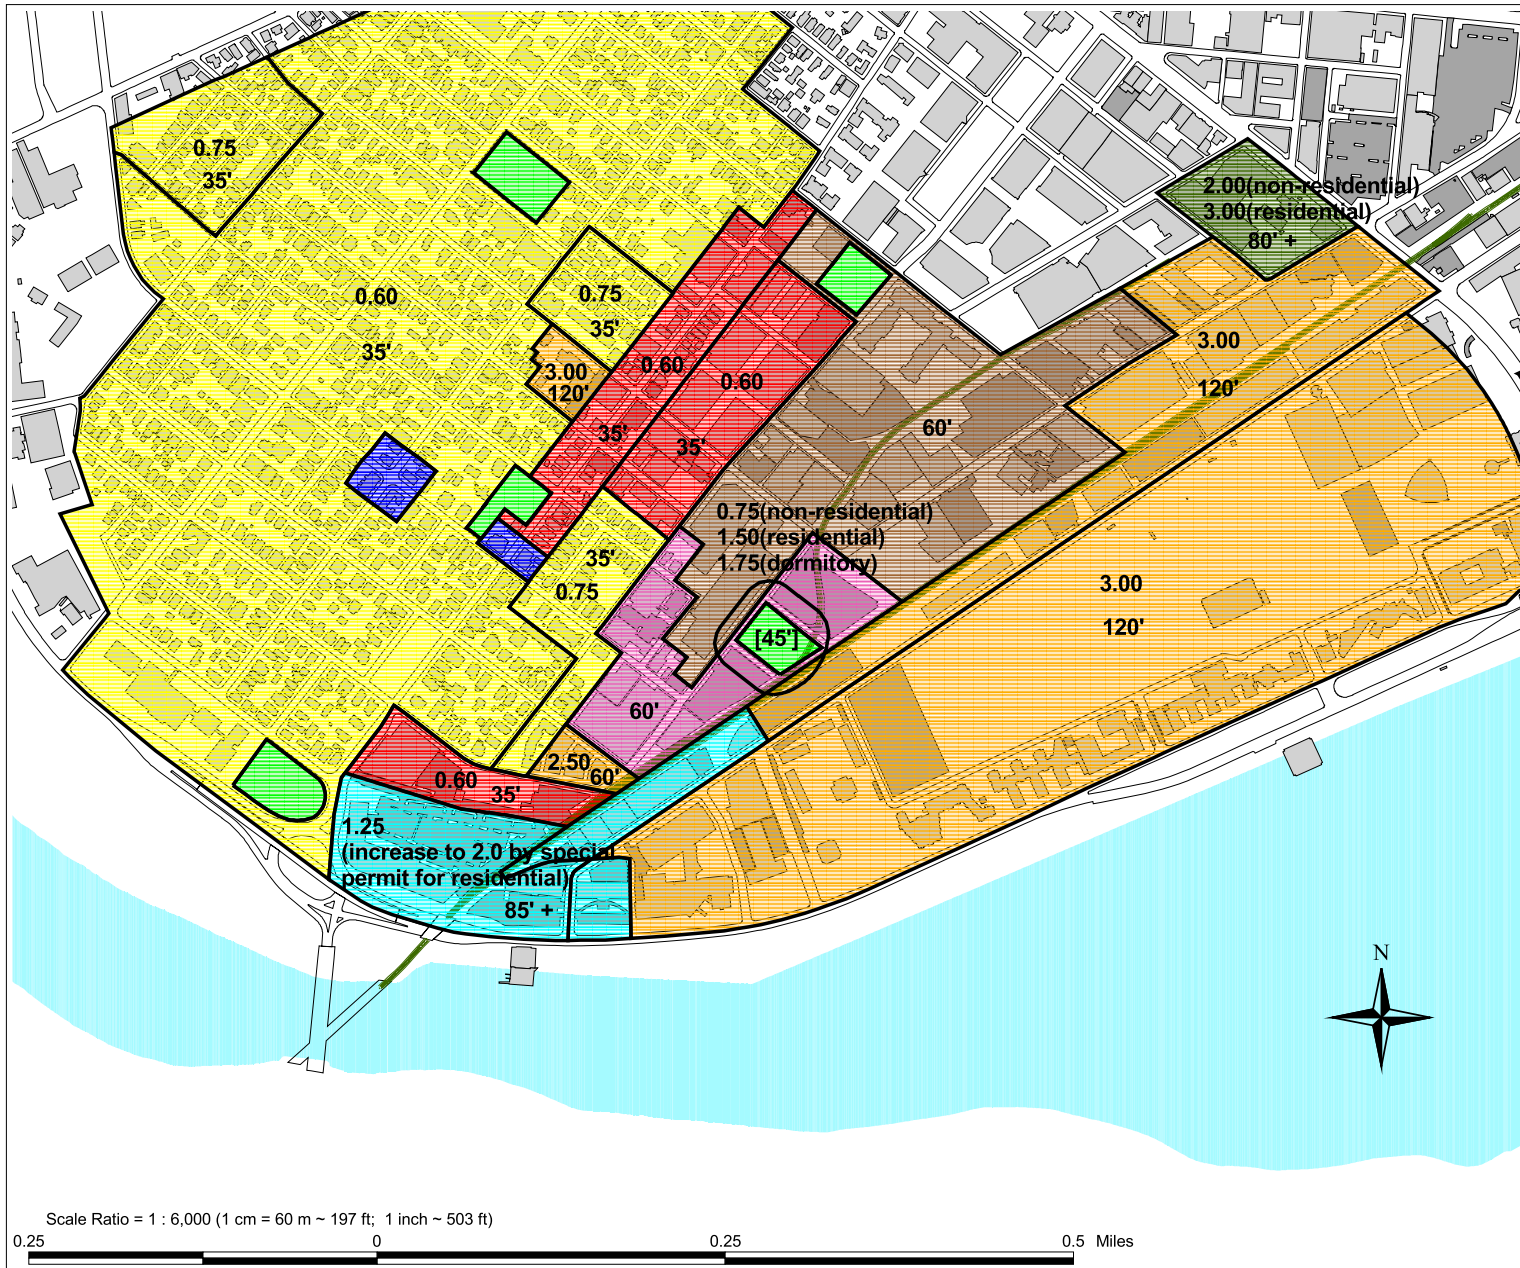 0.75
35'
2.00(non-residential)
3.00(residential)
80' +
0.60
35'
0.75
35'
3.00
120'
0.60
35'
0.60
35'
3.00
120'
60'
0.75(non-residential)
1.50(residential)
1.75(dormitory)
35'
0.75
[45']
3.00
120'
60'
2.50
60'
0.60
35'
1.25
(increase to 2.0 by special
permit for residential)
85' +
N
Scale Ratio = 1 : 6,000 (1 cm = 60 m ~ 197 ft; 1 inch ~ 503 ft)
0.25 0 0.25 0.5 Miles